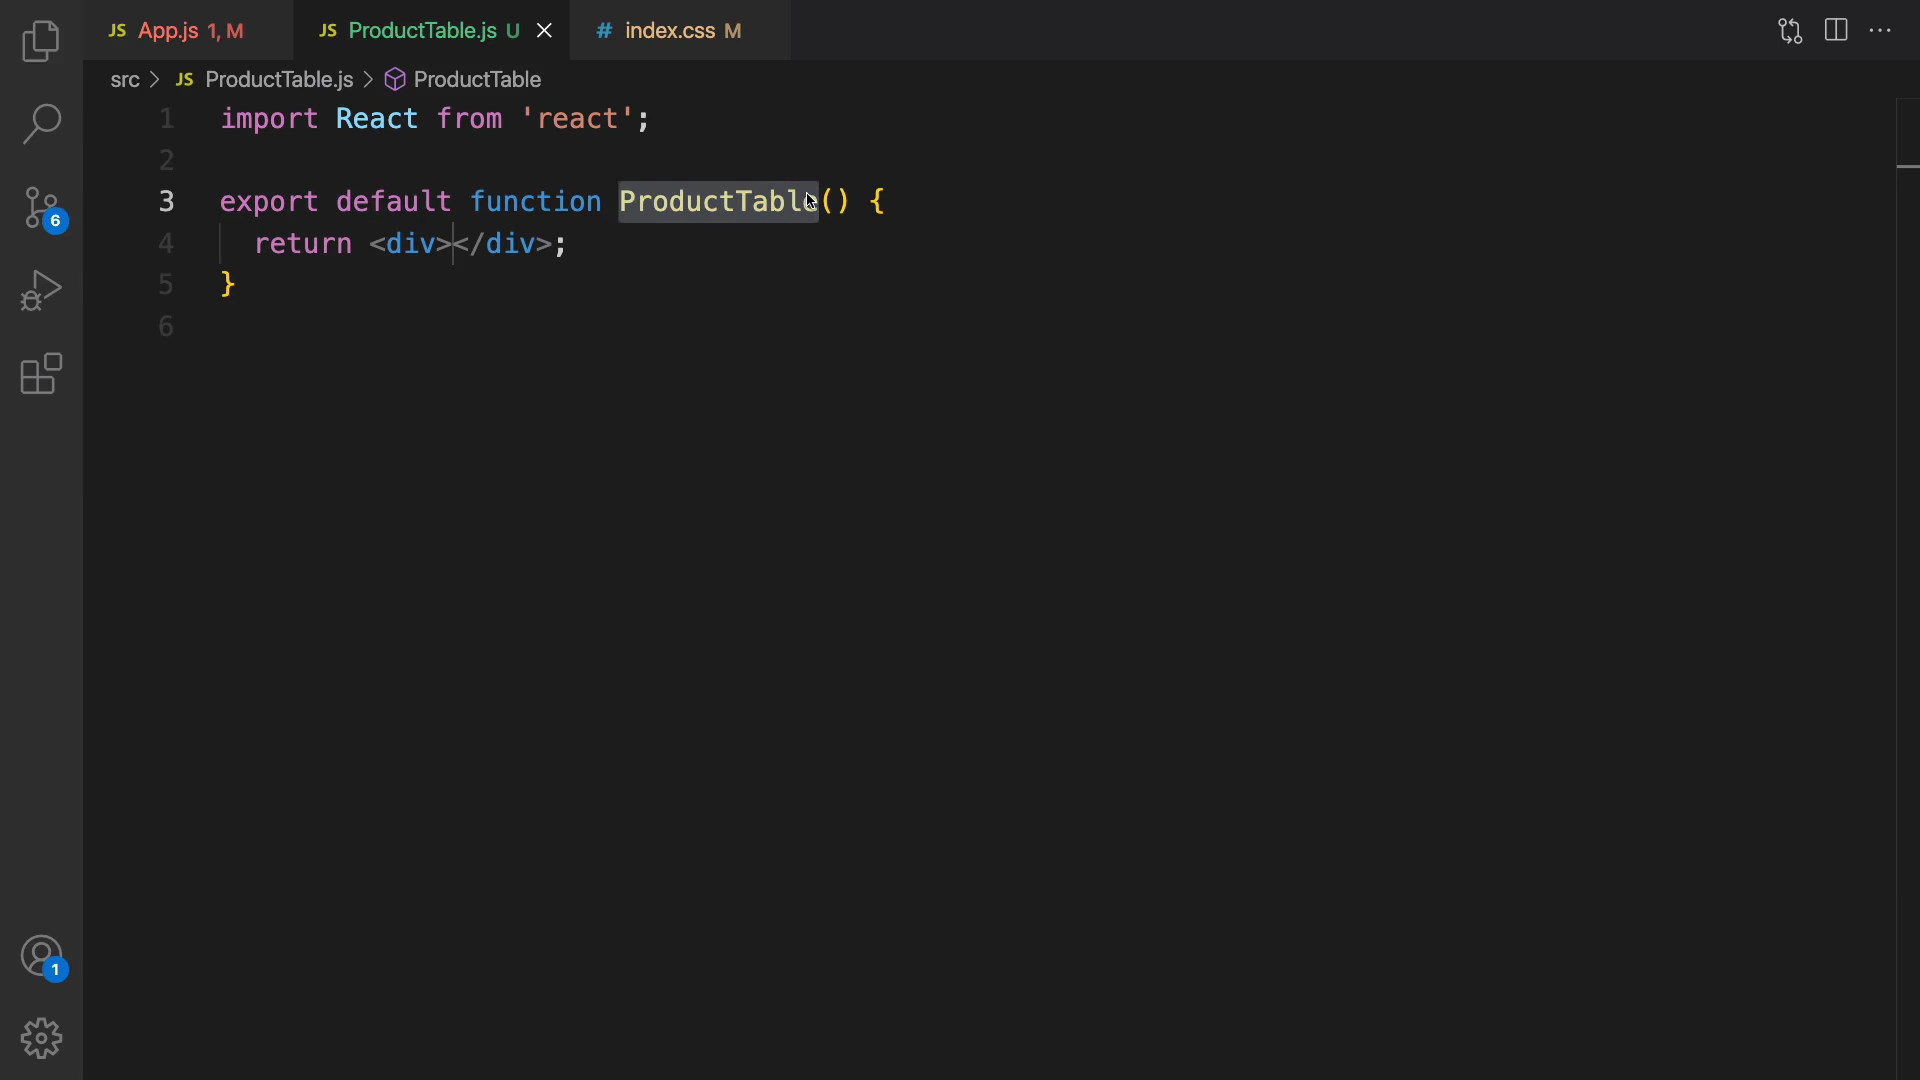 JS App.js 1, M JS ProductTable.js U # index.css M
src > JS ProductTable.js > ProductTable
1 import React from 'react';
2
3 export default function ProductTable() {
4 return <div></div>;
5 }
6
6
1